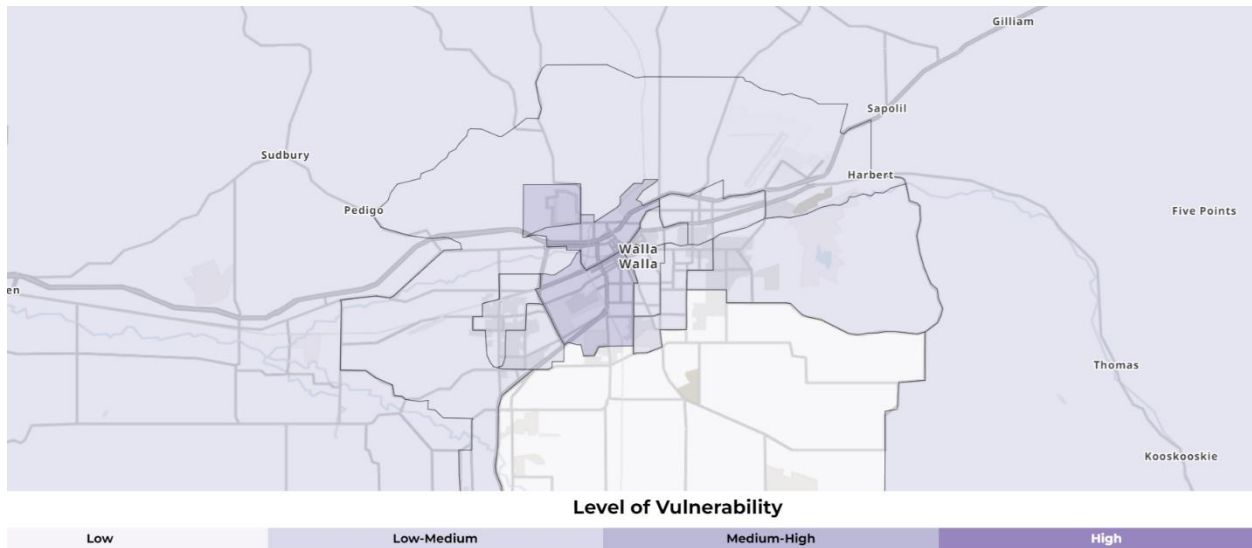 Gilliam
Sapolil
Sudbury
Harbert
Pedigo
Five Points
Walla
Walla
en
Thomas
Kooskooskie
Level of Vulnerability
Low
Low-Medium
Medium-High
High